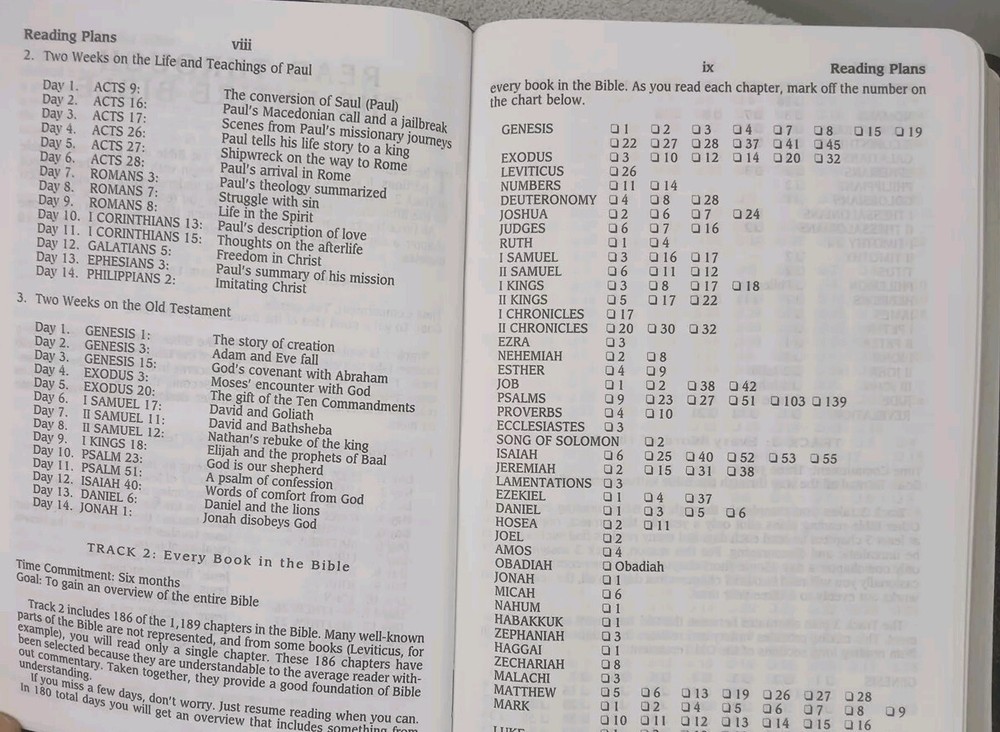 Reading Plans
viii
2. Two Weeks on the Life and Teachings of Paul
Day 1. ACTS 9: The conversion of Saul (Paul)
Day 2. ACTS 16: Paul's Macedonian call and a jailbreak
Day 3. ACTS 17: Scenes from Paul's missionary journeys
Day 4. ACTS 26: Paul tells his life story to a king
Day 5. ACTS 27: Shipwreck on the way to Rome
Day 6. ACTS 28: Paul's arrival in Rome
Day 7. ROMANS 3: Paul's theology summarized
Day 8. ROMANS 7: Struggle with sin
Day 9. ROMANS 8: Life in the Spirit
Day 10. I CORINTHIANS 13: Paul's description of love
Day 11. I CORINTHIANS 15: Thoughts on the afterlife
Day 12. GALATIANS 5: Freedom in Christ
Day 13. EPHESIANS 3: Paul's summary of his mission
Day 14. PHILIPPIANS 2: Imitating Christ
3. Two Weeks on the Old Testament
Day 1. GENESIS 1: The story of creation
Day 2. GENESIS 3: Adam and Eve fall
Day 3. GENESIS 15: God's covenant with Abraham
Day 4. EXODUS 3: Moses' encounter with God
Day 5. EXODUS 20: The gift of the Ten Commandments
Day 6. I SAMUEL 17: David and Goliath
Day 7. II SAMUEL 11: David and Bathsheba
Day 8. II SAMUEL 12: Nathan's rebuke of the king
Day 9. I KINGS 18: Elijah and the prophets of Baal
Day 10. PSALM 23: God is our shepherd
Day 11. PSALM 51: A psalm of confession
Day 12. ISAIAH 40: Words of comfort from God
Day 13. DANIEL 6: Daniel and the lions
Day 14. JONAH 1: Jonah disobeys God
TRACK 2: Every Book in the Bible
Time Commitment: Six months
Goal: To gain an overview of the entire Bible
Track 2 includes 186 of the 1,189 chapters in the Bible. Many well-known
parts of the Bible are not represented, and from some books (Leviticus, for
example), you will read only a single chapter. These 186 chapters have
been selected because they are understandable to the average reader with-
out commentary. Taken together, they provide a good foundation of Bible
understanding.
If you miss a few days, don't worry. Just resume reading when you can.
In 180 total days you will get an overview that includes something from
ix
Reading Plans
every book in the Bible. As you read each chapter, mark off the number on
the chart below.
GENESIS ❑ 1 ❑ 2 ❑ 3 ❑ 4 ❑ 7 ❑ 8 ❑ 15 ❑ 19
❑ 22 ❑ 27 ❑ 28 ❑ 37 ❑ 41 ❑ 45
EXODUS ❑ 3 ❑ 10 ❑ 12 ❑ 14 ❑ 20 ❑ 32
LEVITICUS ❑ 26
NUMBERS ❑ 11 ❑ 14
DEUTERONOMY ❑ 4 ❑ 8 ❑ 28
JOSHUA ❑ 2 ❑ 6 ❑ 7 ❑ 24
JUDGES ❑ 6 ❑ 7 ❑ 16
RUTH ❑ 1 ❑ 4
I SAMUEL ❑ 3 ❑ 16 ❑ 17
II SAMUEL ❑ 6 ❑ 11 ❑ 12
I KINGS ❑ 3 ❑ 8 ❑ 17 ❑ 18
II KINGS ❑ 5 ❑ 17 ❑ 22
I CHRONICLES ❑ 17
II CHRONICLES ❑ 20 ❑ 30 ❑ 32
EZRA ❑ 3
NEHEMIAH ❑ 2 ❑ 8
ESTHER ❑ 4 ❑ 9
JOB ❑ 1 ❑ 2 ❑ 38 ❑ 42
PSALMS ❑ 9 ❑ 23 ❑ 27 ❑ 51 ❑ 103 ❑ 139
PROVERBS ❑ 4 ❑ 10
ECCLESIASTES ❑ 3
SONG OF SOLOMON ❑ 2
ISAIAH ❑ 6 ❑ 25 ❑ 40 ❑ 52 ❑ 53 ❑ 55
JEREMIAH ❑ 2 ❑ 15 ❑ 31 ❑ 38
LAMENTATIONS ❑ 3
EZEKIEL ❑ 1 ❑ 4 ❑ 37
DANIEL ❑ 1 ❑ 3 ❑ 5 ❑ 6
HOSEA ❑ 2 ❑ 11
JOEL ❑ 2
AMOS ❑ 4
OBADIAH ❑ Obadiah
JONAH ❑ 1
MICAH ❑ 6
NAHUM ❑ 1
HABAKKUK ❑ 1
ZEPHANIAH ❑ 3
HAGGAI ❑ 1
ZECHARIAH ❑ 8
MALACHI ❑ 3
MATTHEW ❑ 5 ❑ 6 ❑ 13 ❑ 19 ❑ 26 ❑ 27 ❑ 28
MARK ❑ 1 ❑ 2 ❑ 4 ❑ 5 ❑ 6 ❑ 7 ❑ 8 ❑ 9
❑ 10 ❑ 11 ❑ 12 ❑ 13 ❑ 14 ❑ 15 ❑ 16
LUKE